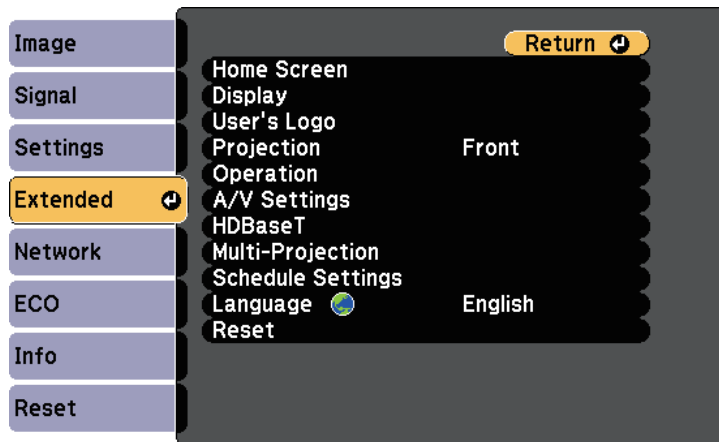 Image
Signal
Settings
Extended
Network
ECO
Info
Reset
Return
Home Screen
Display
User's Logo
Projection Front
Operation
A/V Settings
HDBaseT
Multi-Projection
Schedule Settings
Language English
Reset